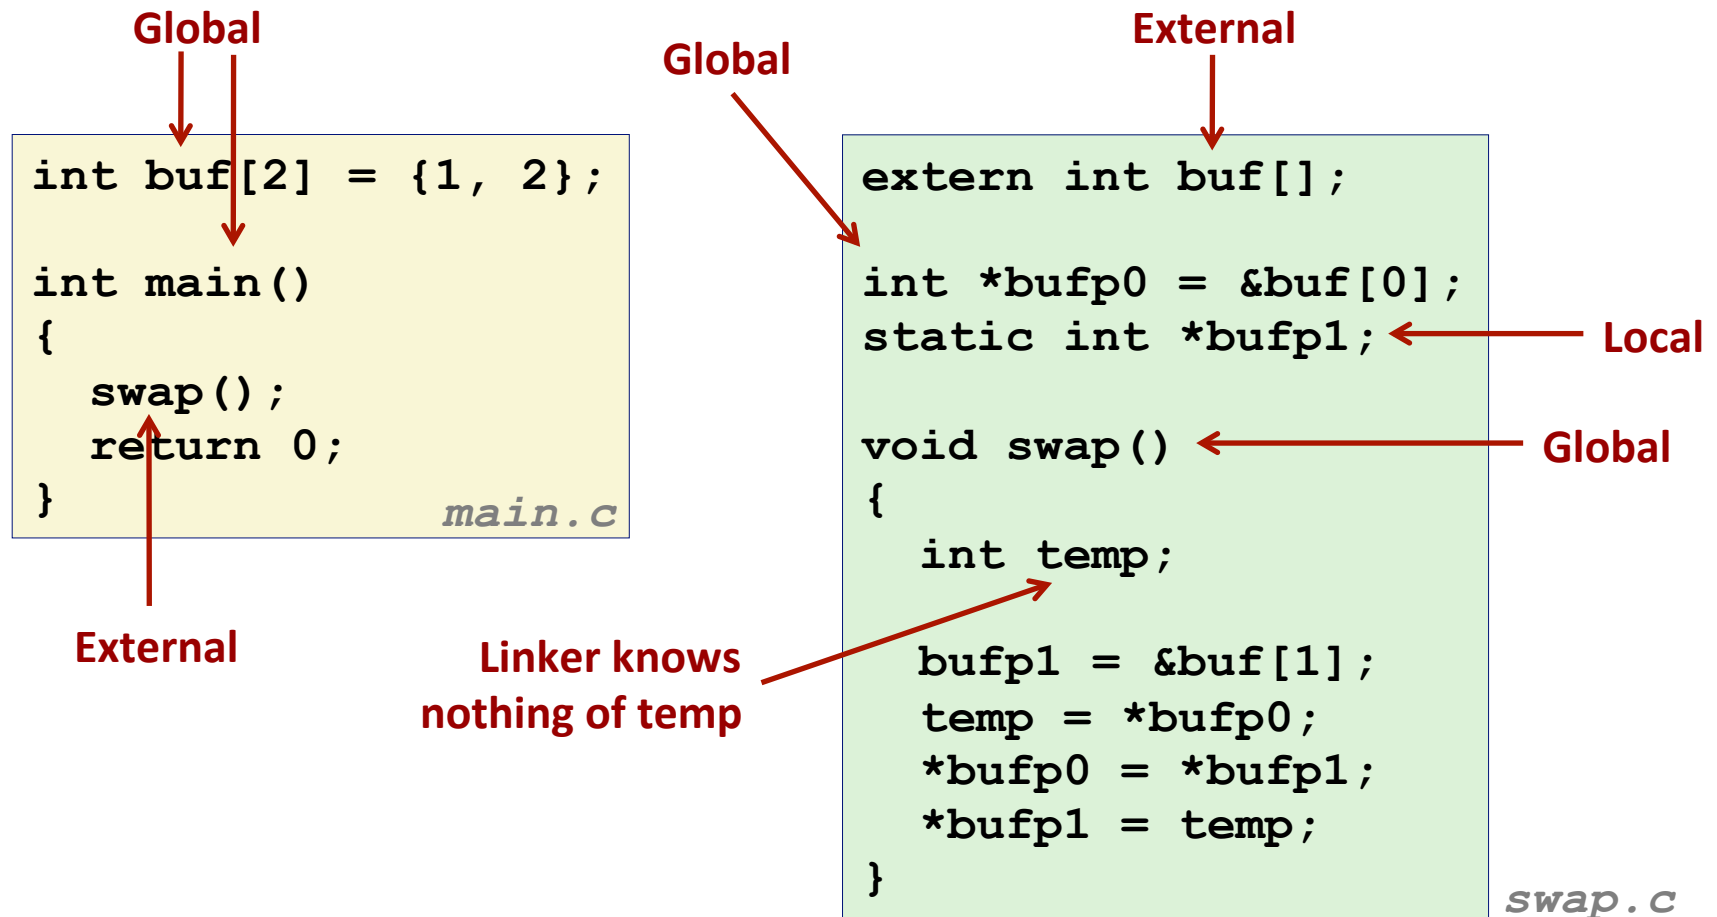 Global
int buf[2] = {1, 2};
int main()
{
swap();
return 0;
}
main.c
External
External
Global
extern int buf[];
int *bufp0 = &buf[0];
static int *bufp1;
Local
void swap()
Global
{
int temp;
Linker knows
nothing of temp
bufp1 = &buf[1];
temp = *bufp0;
*bufp0 = *bufp1;
*bufp1 = temp;
}
swap.c